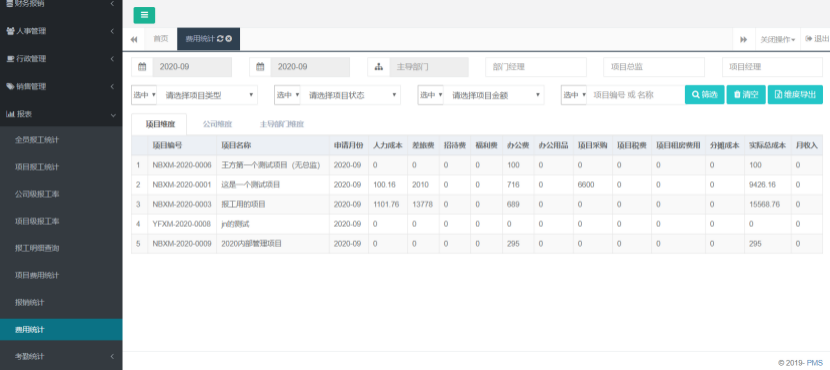 财务报销
人事管理
行政管理
销售管理
报表
全员报工统计
项目报工统计
公司级报工率
项目级报工率
报工明细查询
项目费用统计
报销统计
费用统计
考勤统计
首页 费用统计 关闭操作 退出
2020-09 2020-09 主导部门 部门经理 项目总监 项目经理
选中 请选择项目类型 选中 请选择项目状态 选中 请选择项目金额 选中 项目编号 或 名称 筛选 清空 维度导出
项目维度 公司维度 主导部门维度
项目编号 项目名称 申请月份 人力成本 差旅费 招待费 福利费 办公费 办公用品 项目采购 项目税费 项目租房费用 分摊成本 实际总成本 月收入
1 NBXM-2020-0006 王方第一个测试项目（无总监） 2020-09 0 0 0 0 100 0 0 0 0 0 100 0
2 NBXM-2020-0001 这是一个测试项目 2020-09 100.16 2010 0 0 716 0 6600 0 0 0 9426.16 0
3 NBXM-2020-0003 报工用的项目 2020-09 1101.76 13778 0 0 689 0 0 0 0 0 15568.76 0
4 YFXM-2020-0008 jn的测试 2020-09 0 0 0 0 0 0 0 0 0 0 0 0
5 NBXM-2020-0009 2020内部管理项目 2020-09 0 0 0 0 295 0 0 0 0 0 295 0
© 2019- PMS